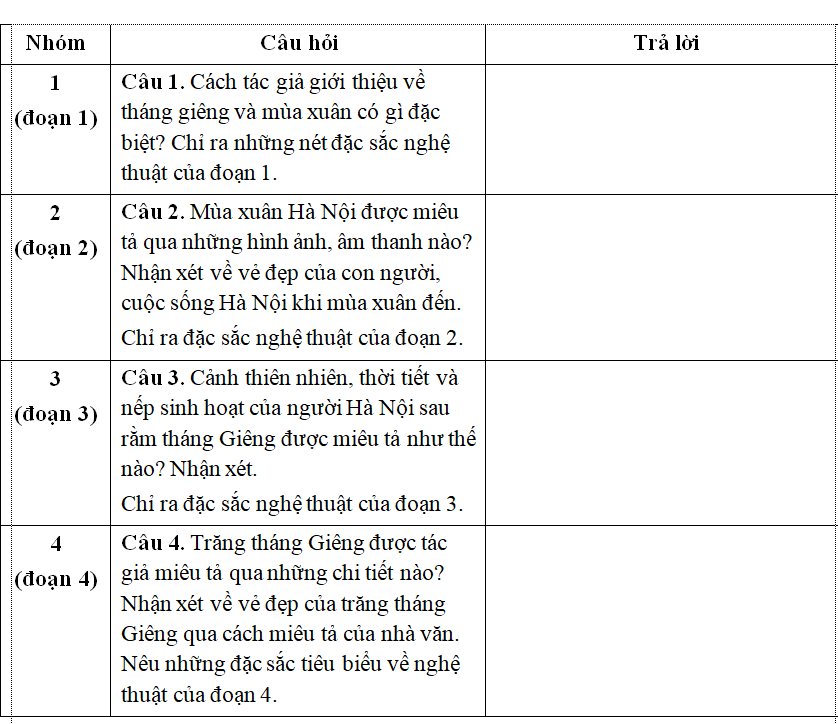 Nhóm Câu hỏi Trả lời
1
(đoạn 1)
Câu 1. Cách tác giả giới thiệu về
tháng giêng và mùa xuân có gì đặc
biệt? Chỉ ra những nét đặc sắc nghệ
thuật của đoạn 1.
2
(đoạn 2)
Câu 2. Mùa xuân Hà Nội được miêu
tả qua những hình ảnh, âm thanh nào?
Nhận xét về vẻ đẹp của con người,
cuộc sống Hà Nội khi mùa xuân đến.
Chỉ ra đặc sắc nghệ thuật của đoạn 2.
3
(đoạn 3)
Câu 3. Cảnh thiên nhiên, thời tiết và
nếp sinh hoạt của người Hà Nội sau
rằm tháng Giêng được miêu tả như thế
nào? Nhận xét.
Chỉ ra đặc sắc nghệ thuật của đoạn 3.
4
(đoạn 4)
Câu 4. Trăng tháng Giêng được tác
giả miêu tả qua những chi tiết nào?
Nhận xét về vẻ đẹp của trăng tháng
Giêng qua cách miêu tả của nhà văn.
Nêu những đặc sắc tiêu biểu về nghệ
thuật của đoạn 4.